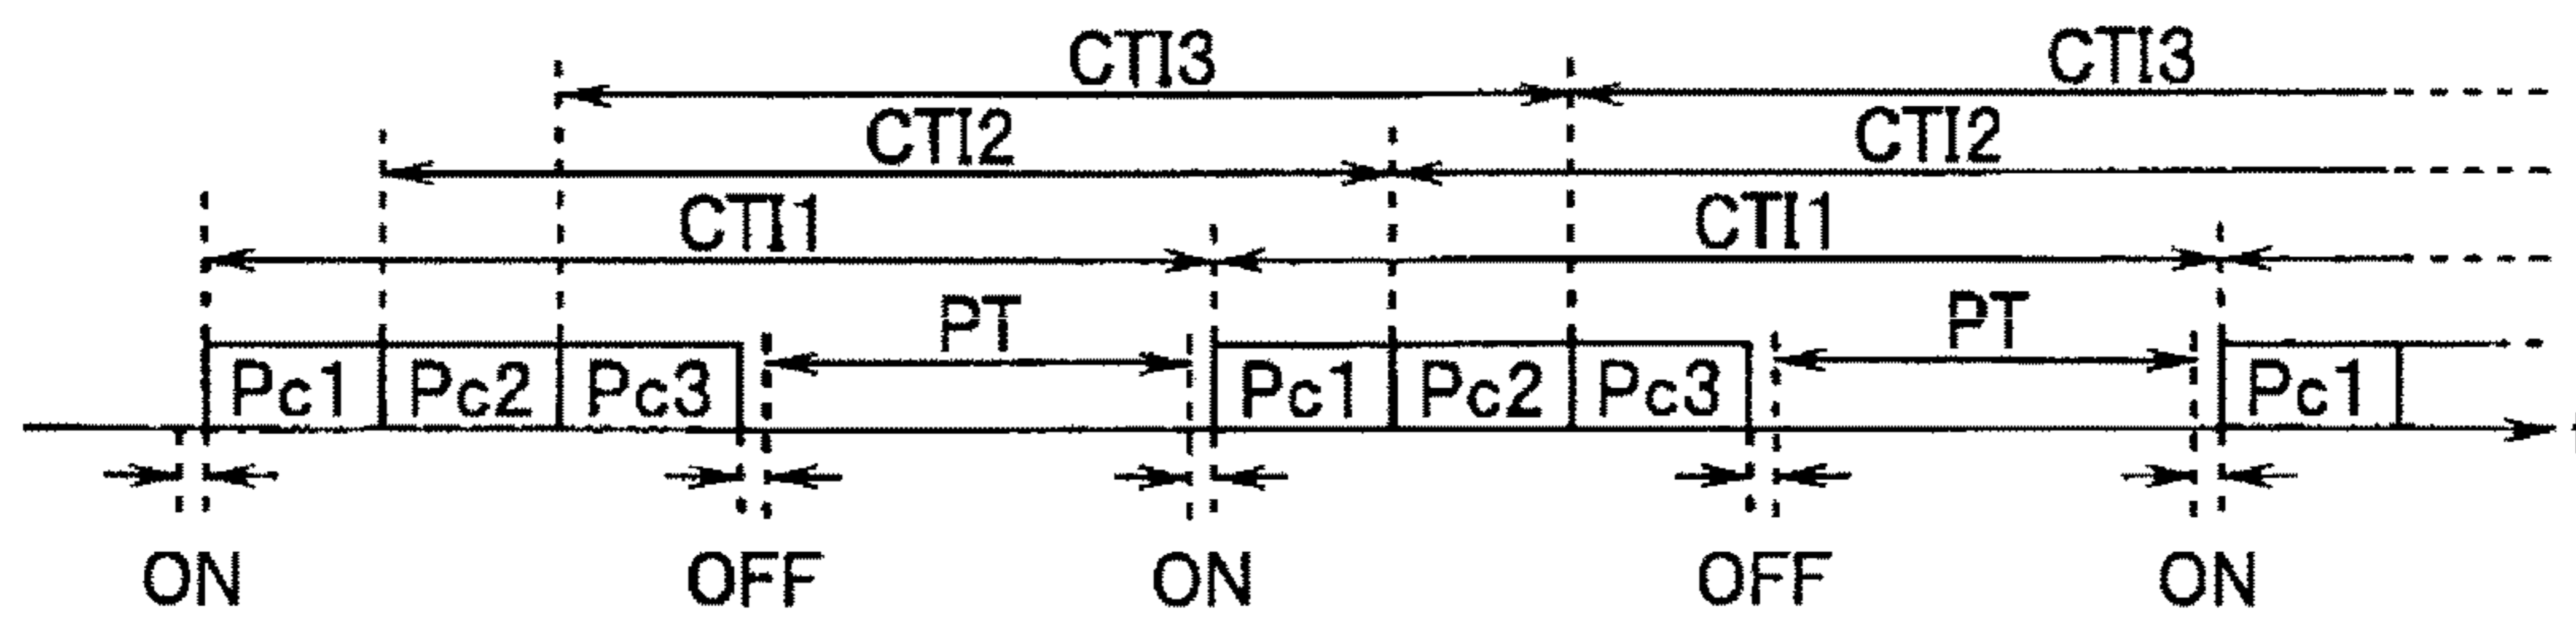 CTI3 CTI3
CTI2 CTI2
CTI1 CTI1
PT PT
Pc1 Pc2 Pc3 Pc1 Pc2 Pc3 Pc1
ON OFF ON OFF ON